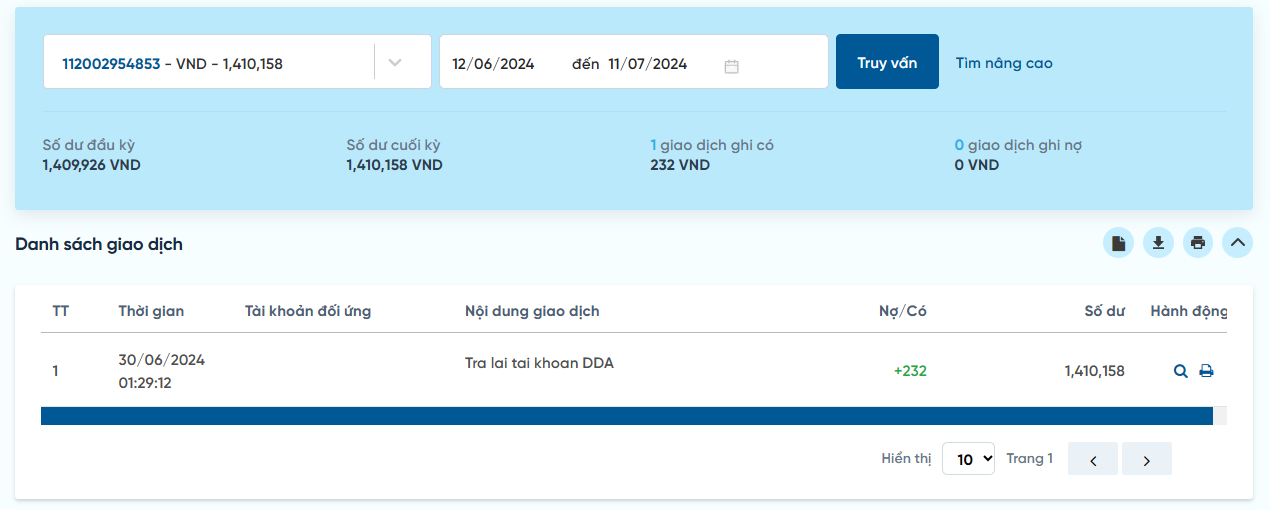 112002954853 - VND - 1,410,158
12/06/2024 đến 11/07/2024
Truy vấn
Tìm nâng cao
Số dư đầu kỳ
1,409,926 VND
Số dư cuối kỳ
1,410,158 VND
1 giao dịch ghi có
232 VND
0 giao dịch ghi nợ
0 VND
Danh sách giao dịch
TT Thời gian Tài khoản đối ứng Nội dung giao dịch Nợ/Có Số dư Hành động
1 30/06/2024 01:29:12 Tra lai tai khoan DDA +232 1,410,158
Hiển thị 10 Trang 1